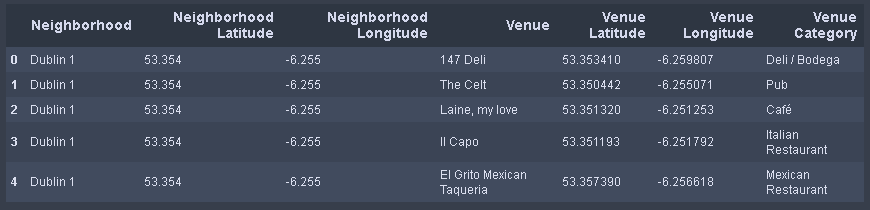 Neighborhood Neighborhood Latitude Neighborhood Longitude Venue Venue Latitude Venue Longitude Venue Category
0 Dublin 1 53.354 -6.255 147 Deli 53.353410 -6.259807 Deli / Bodega
1 Dublin 1 53.354 -6.255 The Celt 53.350442 -6.255071 Pub
2 Dublin 1 53.354 -6.255 Laine, my love 53.351320 -6.251253 Café
3 Dublin 1 53.354 -6.255 Il Capo 53.351193 -6.251792 Italian Restaurant
4 Dublin 1 53.354 -6.255 El Grito Mexican Taqueria 53.357390 -6.256618 Mexican Restaurant